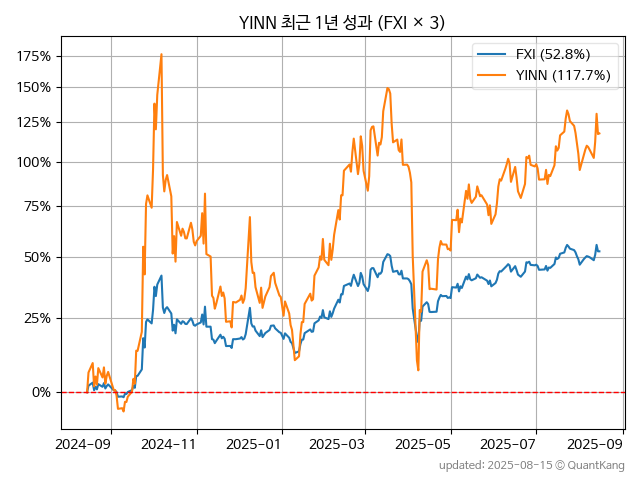 YINN 최근 1년 성과 (FXI × 3)
FXI (52.8%)
YINN (117.7%)
175%
150%
125%
100%
75%
50%
25%
0%
2024-09 2024-11 2025-01 2025-03 2025-05 2025-07 2025-09
updated: 2025-08-15 © QuantKang